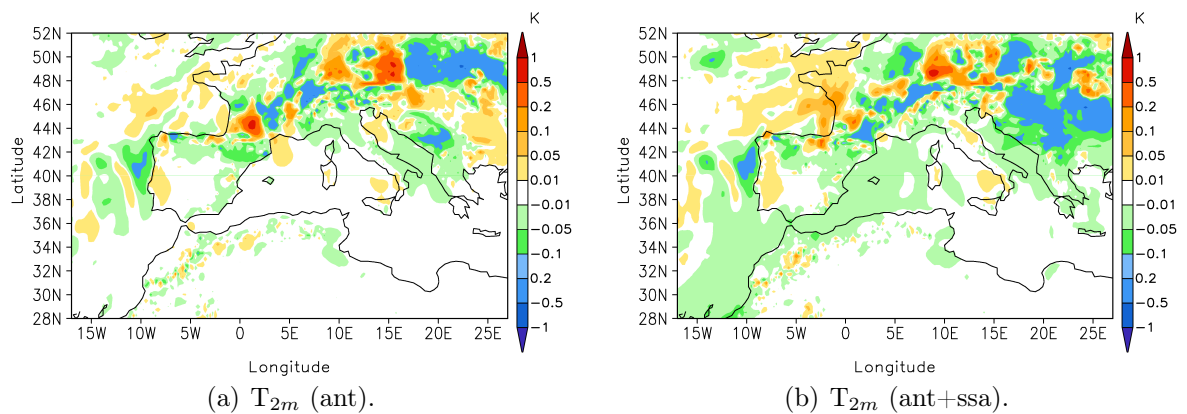 K
52N
50N
48N
46N
44N
42N
40N
38N
36N
34N
32N
30N
28N
Latitude
15W 10W 5W 0 5E 10E 15E 20E 25E
Longitude
1
0.5
0.2
0.1
0.05
0.01
−0.01
−0.05
0.1
0.2
−0.5
−1
(a) T2m (ant).
K
52N
50N
48N
46N
44N
42N
40N
38N
36N
34N
32N
30N
28N
Latitude
15W 10W 5W 0 5E 10E 15E 20E 25E
Longitude
1
0.5
0.2
0.1
0.05
0.01
−0.01
−0.05
0.1
0.2
−0.5
−1
(b) T2m (ant+ssa).